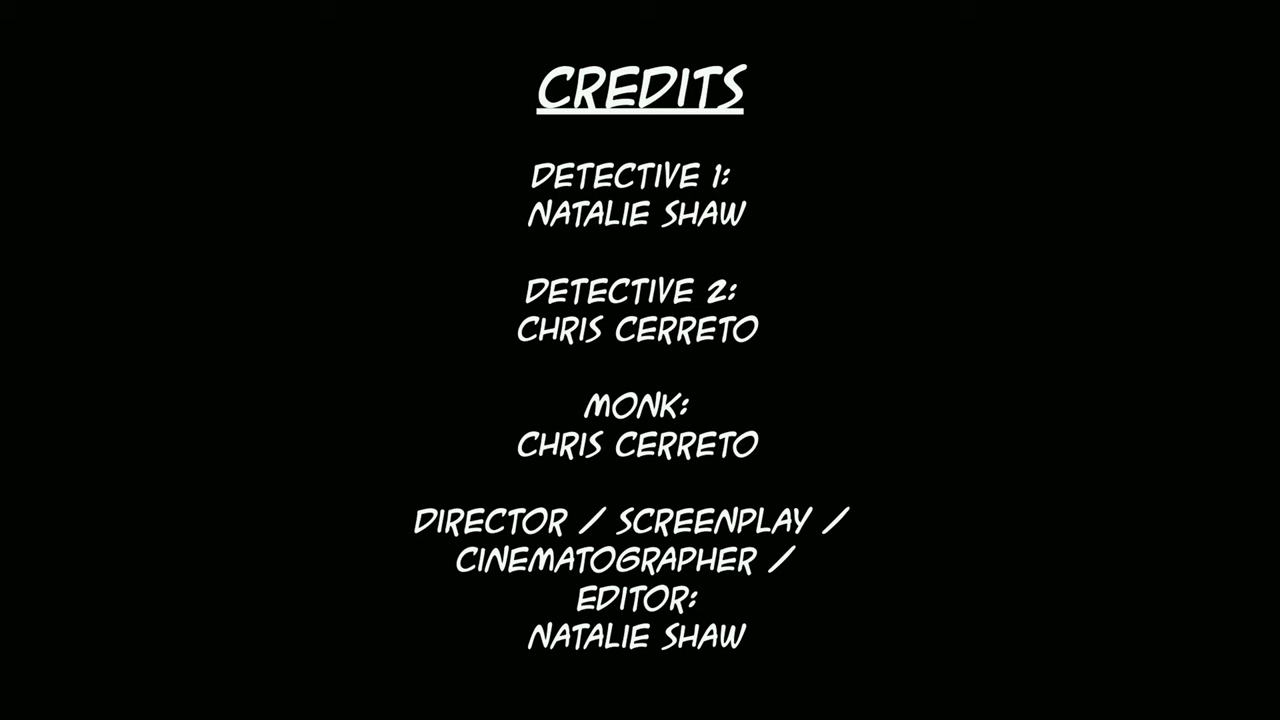 CREDITS
DETECTIVE 1:
NATALIE SHAW
DETECTIVE 2:
CHRIS CERRETO
MONK:
CHRIS CERRETO
DIRECTOR / SCREENPLAY /
CINEMATOGRAPHER /
EDITOR:
NATALIE SHAW